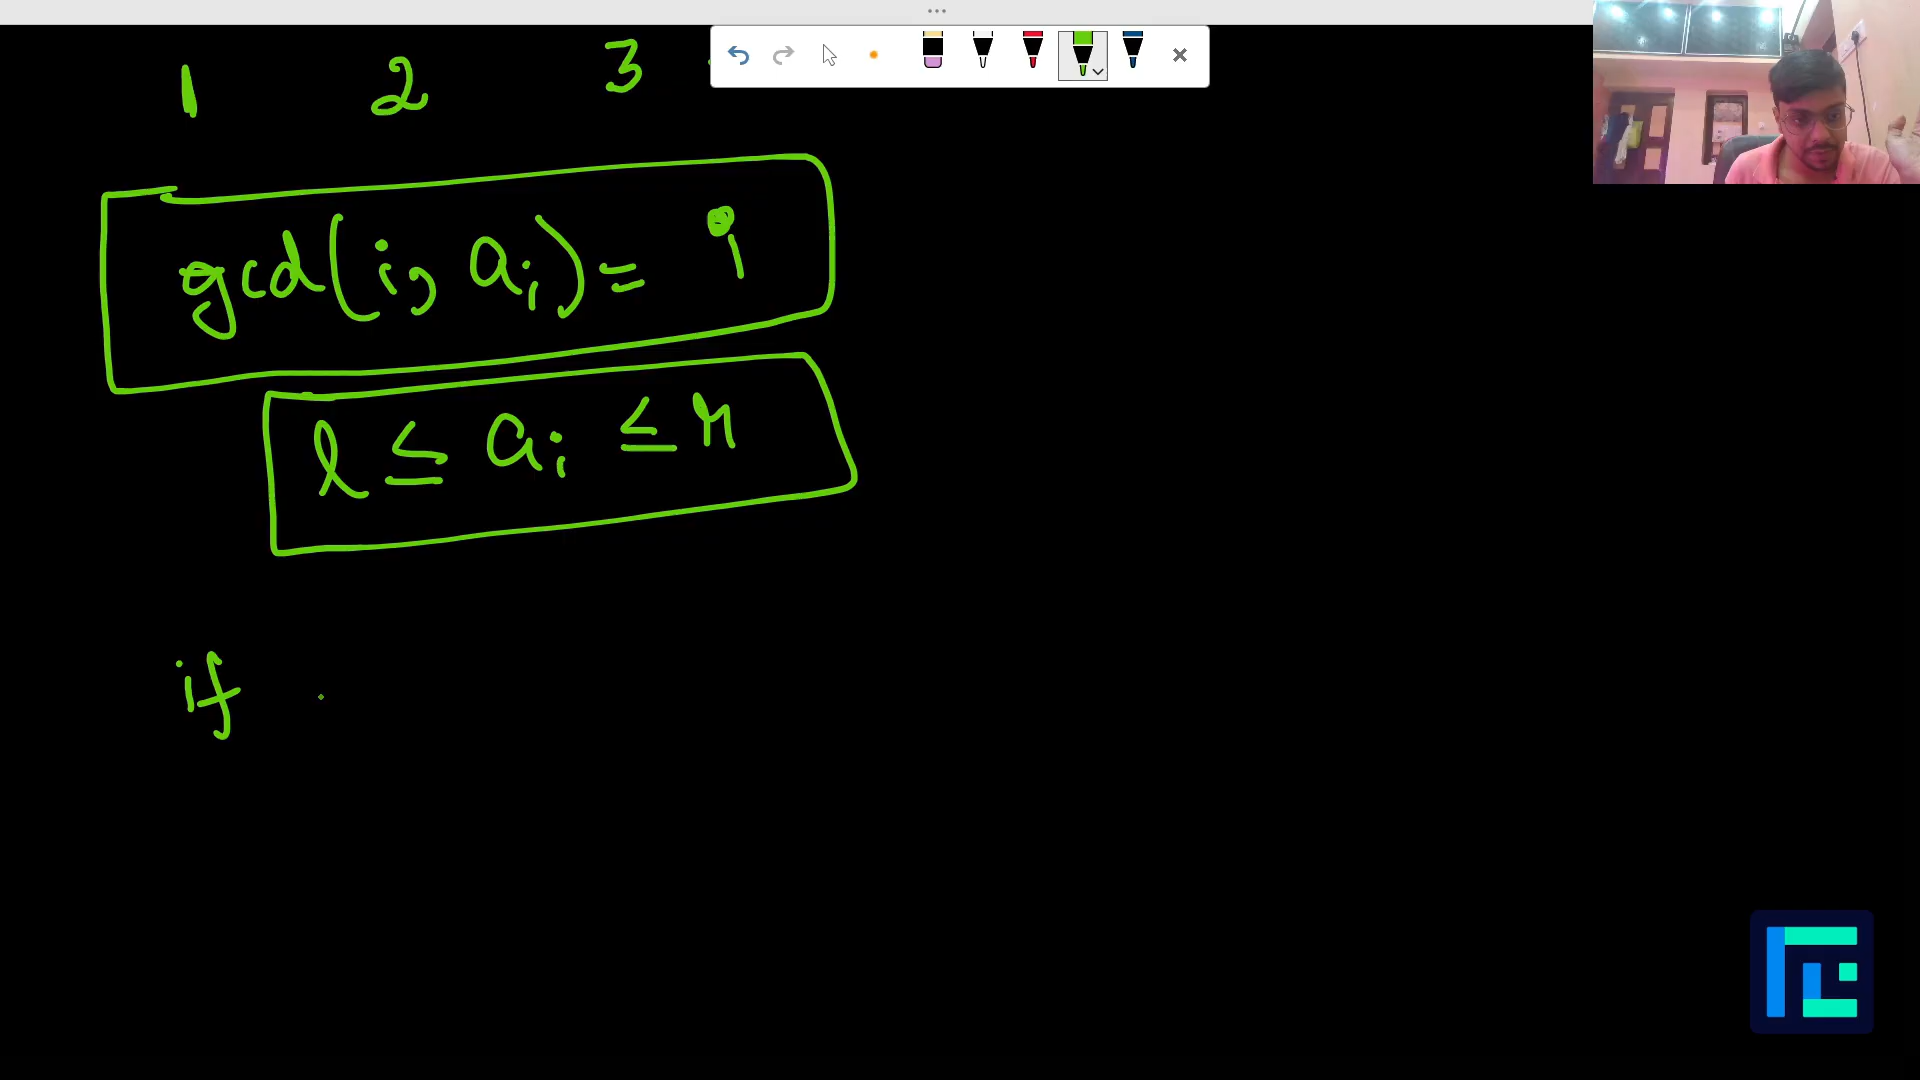 1 2 3
gcd(i, ai) = i
l ≤ ai ≤ r
if